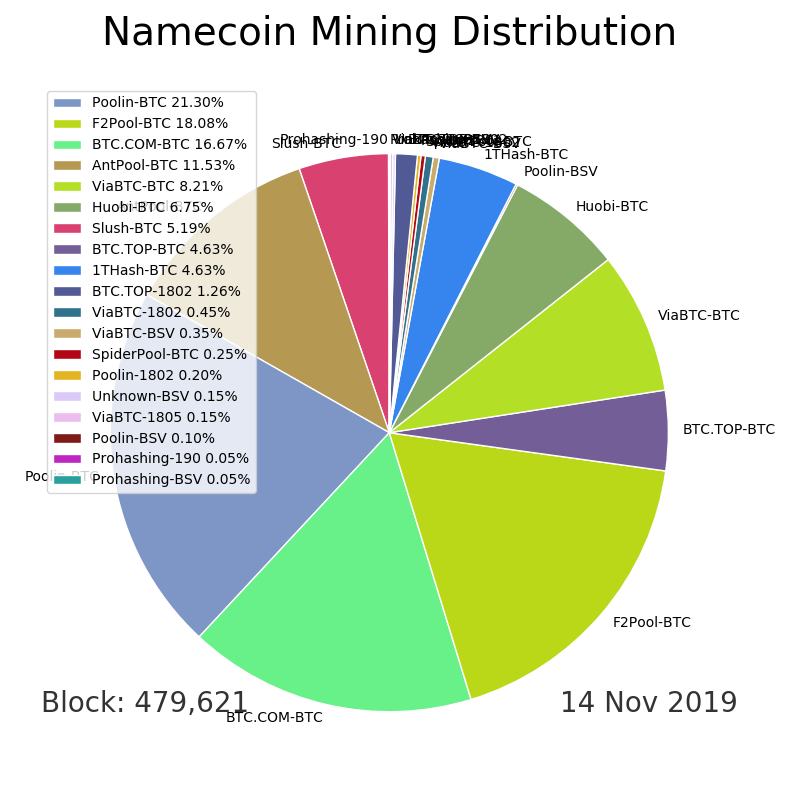 Namecoin Mining Distribution
Poolin-BTC 21.30%
F2Pool-BTC 18.08%
BTC.COM-BTC 16.67%
AntPool-BTC 11.53%
ViaBTC-BTC 8.21%
Huobi-BTC 6.75%
Slush-BTC 5.19%
BTC.TOP-BTC 4.63%
1THash-BTC 4.63%
BTC.TOP-1802 1.26%
ViaBTC-1802 0.45%
ViaBTC-BSV 0.35%
SpiderPool-BTC 0.25%
Poolin-1802 0.20%
Unknown-BSV 0.15%
ViaBTC-1805 0.15%
Poolin-BSV 0.10%
Prohashing-190 0.05%
Prohashing-BSV 0.05%
Prohashing-190
Slush-BTC
1THash-BTC
Poolin-BSV
Huobi-BTC
ViaBTC-BTC
BTC.TOP-BTC
F2Pool-BTC
BTC.COM-BTC
Poolin-BTC
Block: 479,621
14 Nov 2019